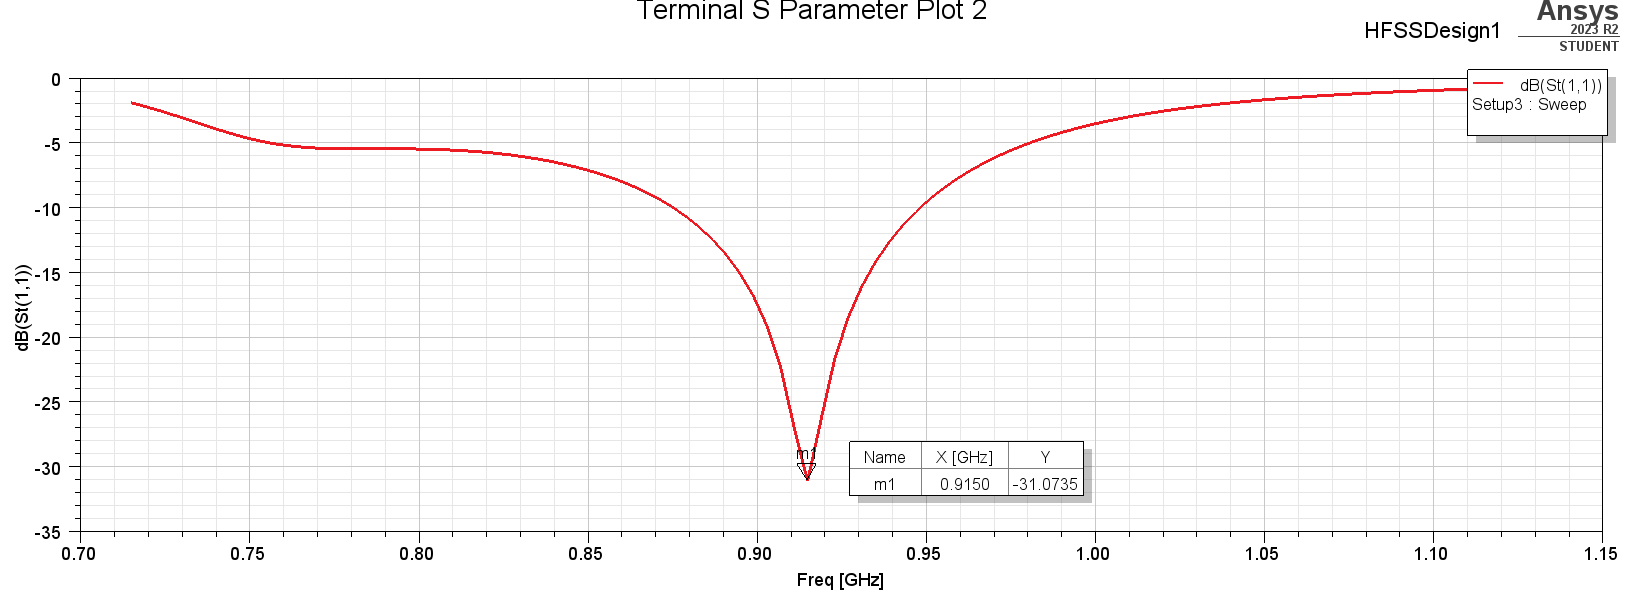 Terminal S Parameter Plot 2
Ansys
2023 R2
STUDENT
HFSSDesign1
dB(St(1,1))
Setup3 : Sweep
0
-5
-10
-15
-20
-25
-30
-35
dB(St(1,1))
m1
Name X [GHz] Y
m1 0.9150 -31.0735
0.70 0.75 0.80 0.85 0.90 0.95 1.00 1.05 1.10 1.15
Freq [GHz]